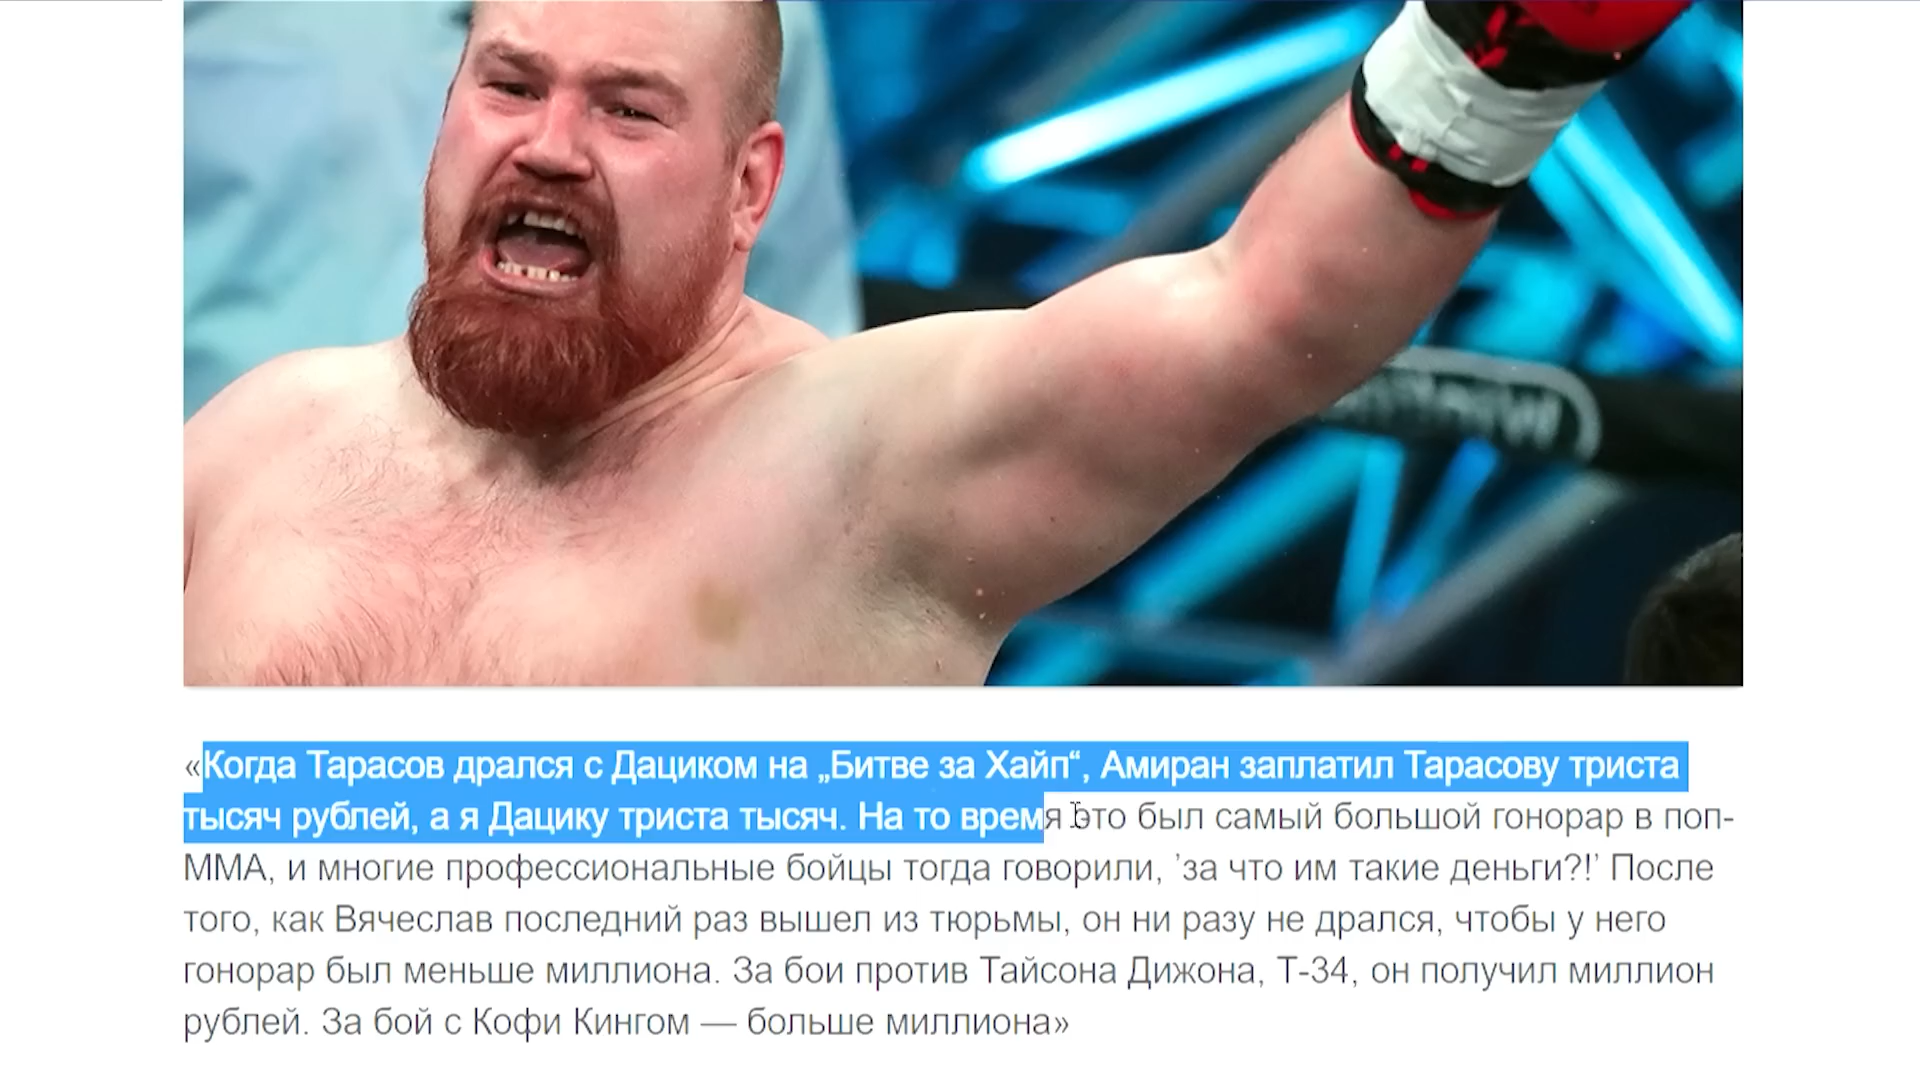 «Когда Тарасов дрался с Дациком на „Битве за Хайп“, Амиран заплатил Тарасову триста
тысяч рублей, а я Дацику триста тысяч. На то время это был самый большой гонорар в поп-
ММА, и многие профессиональные бойцы тогда говорили, ’за что им такие деньги?!’ После
того, как Вячеслав последний раз вышел из тюрьмы, он ни разу не дрался, чтобы у него
гонорар был меньше миллиона. За бои против Тайсона Дижона, Т-34, он получил миллион
рублей. За бой с Кофи Кингом — больше миллиона»